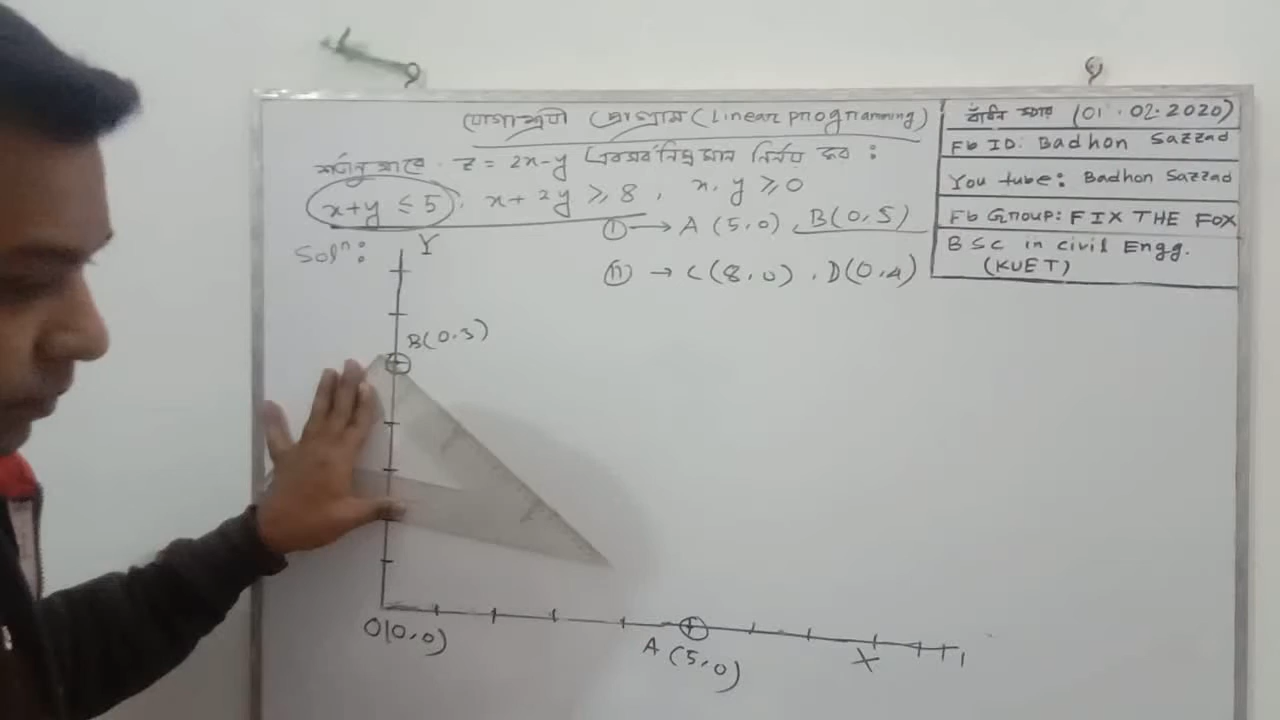 যোগাশ্রয়ী প্রোগ্রাম (Linear programming)
শর্তানুসারে z = 2x-y এর সর্বনিম্ন মান নির্ণয় কর :
x+y ≤ 5, x+2y ≥ 8, x, y ≥ 0
(01.02.2020)
Fb ID: Badhon Sazzad
You tube: Badhon Sazzad
Fb Group: FIX THE FOX
BSc in civil Engg.
(KUET)
① → A (5,0), B(0,5)
② → C(8,0), D(0,4)
Solⁿ:
Y
B(0.5)
O(0,0)
A (5,0)
X